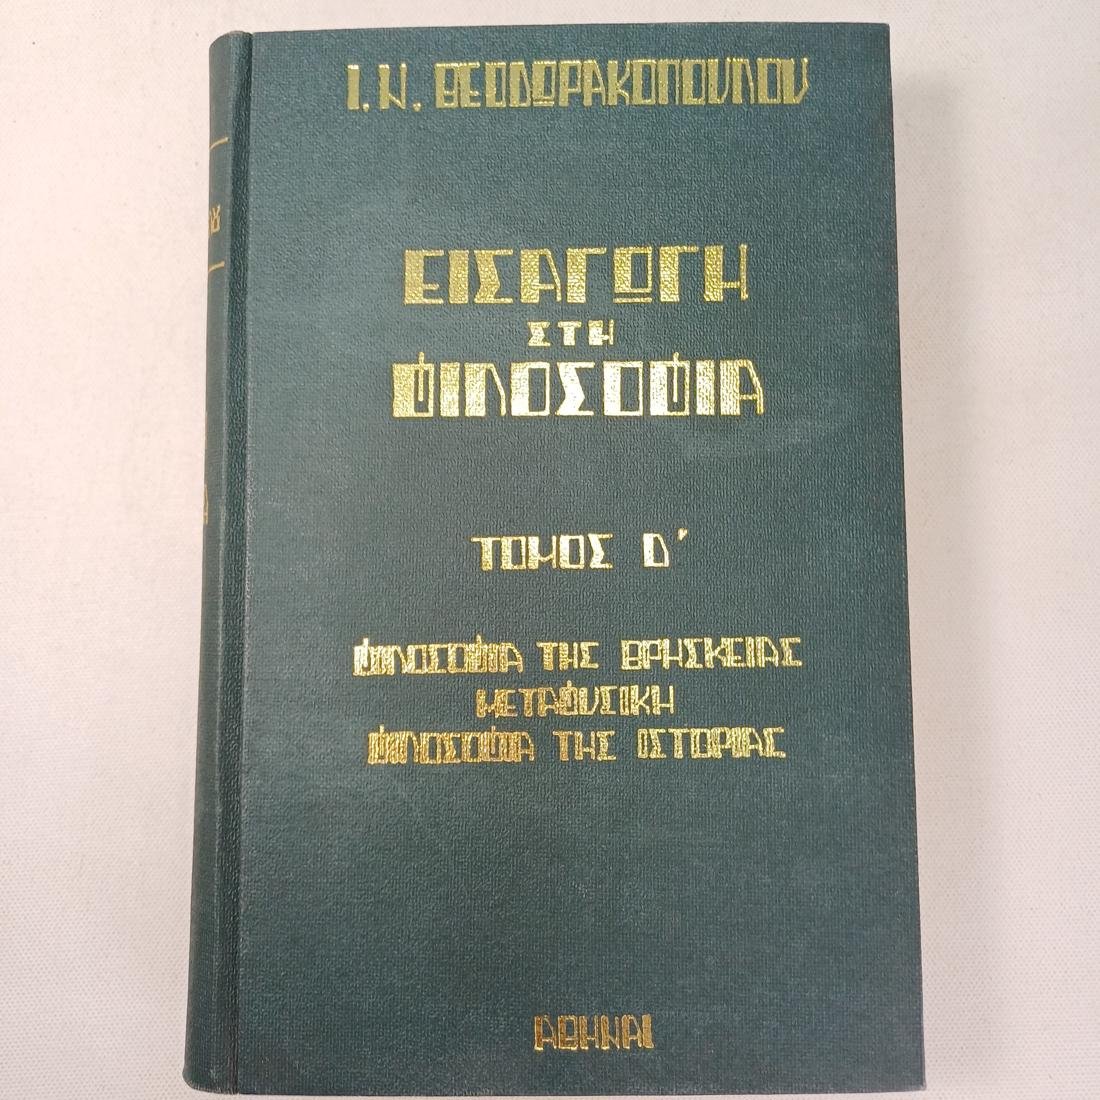 Ι. Ν. ΘΕΟΔΩΡΑΚΟΠΟΥΛΟΥ
ΕΙΣΑΓΩΓΗ
ΣΤΗ
ΦΙΛΟΣΟΦΙΑ
ΤΟΜΟΣ Δ'
ΦΙΛΟΣΟΦΙΑ ΤΗΣ ΘΡΗΣΚΕΙΑΣ
ΜΕΤΑΦΥΣΙΚΗ
ΦΙΛΟΣΟΦΙΑ ΤΗΣ ΙΣΤΟΡΙΑΣ
ΑΘΗΝΑΙ